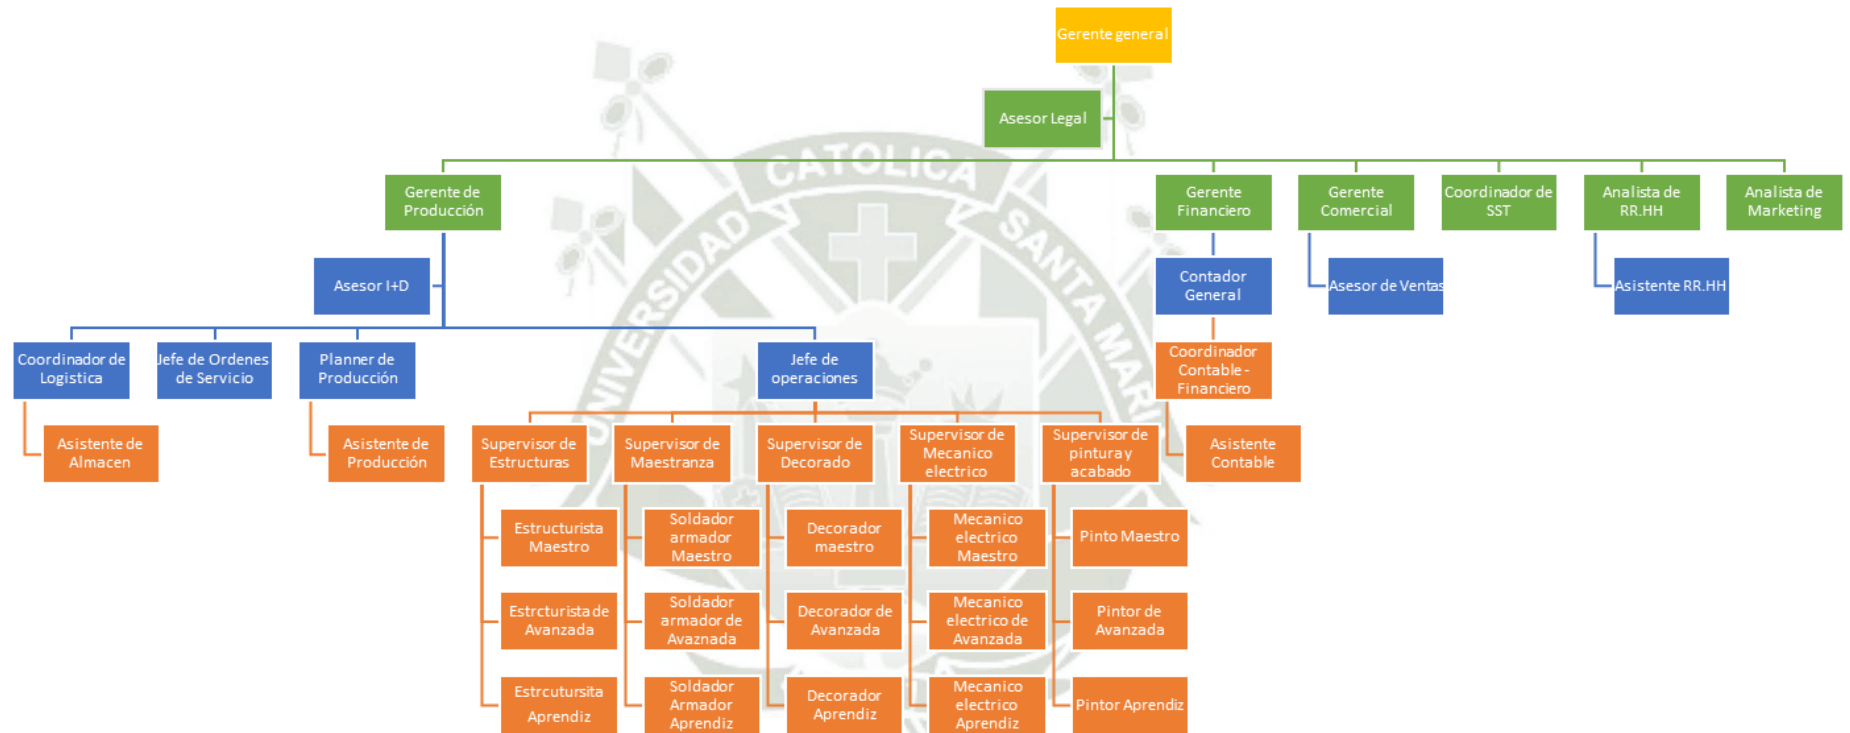 Gerente general
Asesor Legal
CATOLICA
UNIVERSIDAD
SANTA MARI
Gerente de
Producción
Gerente
Financiero
Gerente
Comercial
Coordinador de
SST
Analista de
RR.HH
Analista de
Marketing
Asesor I+D
Contador
General
Asesor de Ventas
Asistente RR.HH
Coordinador de
Logistica
Jefe de Ordenes
de Servicio
Planner de
Producción
Jefe de
operaciones
Coordinador
Contable -
Financiero
Asistente de
Almacen
Asistente de
Producción
Supervisor de
Estructuras
Supervisor de
Maestranza
Supervisor de
Decorado
Supervisor de
Mecanico
electrico
Supervisor de
pintura y
acabado
Asistente
Contable
Estructurista
Maestro
Soldador
armador
Maestro
Decorador
maestro
Mecanico
electrico
Maestro
Pinto Maestro
Estrcturista de
Avanzada
Soldador
armador de
Avaznada
Decorador de
Avanzada
Mecanico
electrico de
Avanzada
Pintor de
Avanzada
Estrcutursita
Aprendiz
Soldador
Armador
Aprendiz
Decorador
Aprendiz
Mecanico
electrico
Aprendiz
Pintor Aprendiz